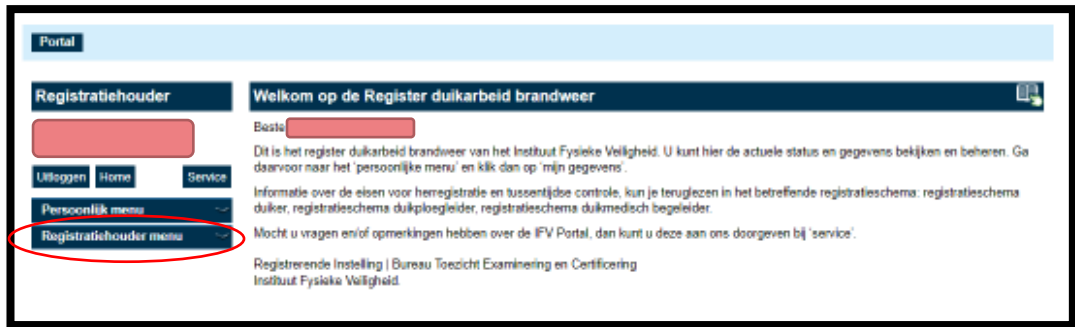 Portal
Registratiehouder
Welkom op de Register duikarbeid brandweer
Beste
Dit is het register duikarbeid brandweer van het Instituut Fysieke Veiligheid. U kunt hier de actuele status en gegevens bekijken en beheren. Ga
daarvoor naar het 'persoonlijke menu' en klik dan op 'mijn gegevens'.
Uitloggen Home Service
Informatie over de eisen voor herregistratie en tussentijdse controle, kun je teruglezen in het betreffende registratieschema: registratieschema
duiker, registratieschema duikploegleider, registratieschema duikmedisch begeleider.
Persoonlijk menu
Registratiehouder menu
Mocht u vragen en/of opmerkingen hebben over de IFV Portal, dan kunt u deze aan ons doorgeven bij 'service'.
Registrerende Instelling | Bureau Toezicht Examinering en Certificering
Instituut Fysieke Veiligheid.